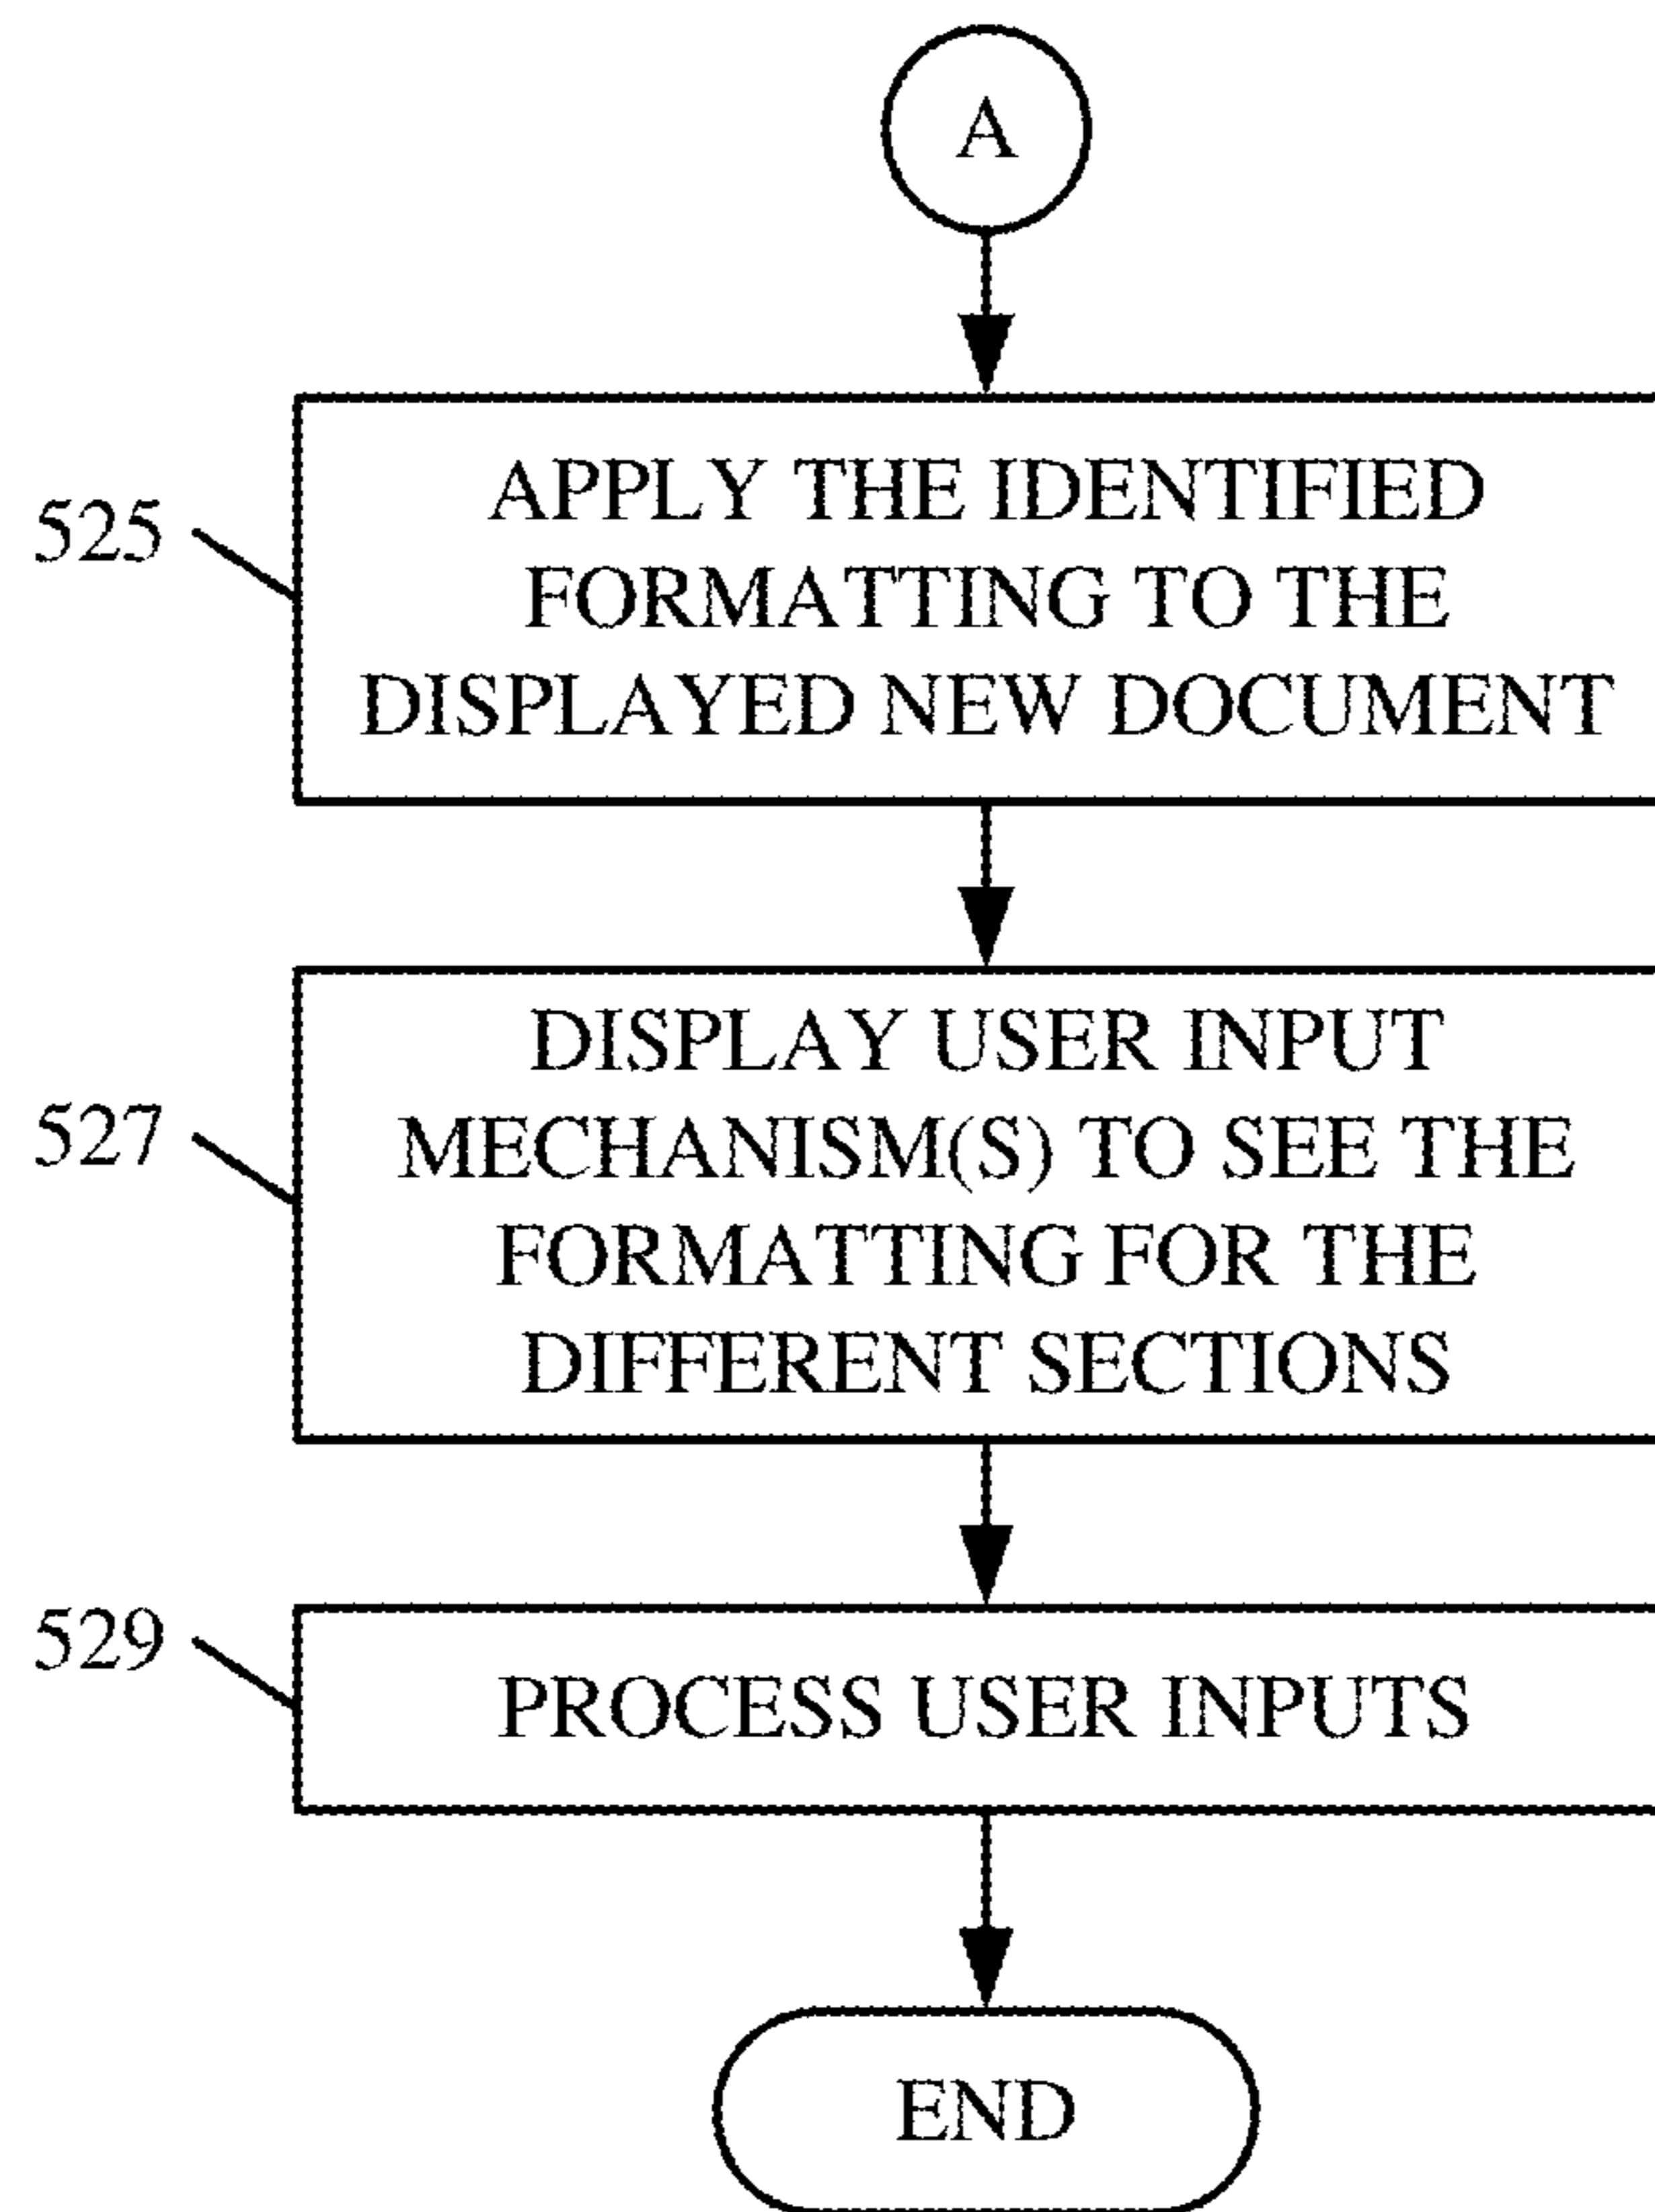 A
525
APPLY THE IDENTIFIED
FORMATTING TO THE
DISPLAYED NEW DOCUMENT
527
DISPLAY USER INPUT
MECHANISM(S) TO SEE THE
FORMATTING FOR THE
DIFFERENT SECTIONS
529
PROCESS USER INPUTS
END